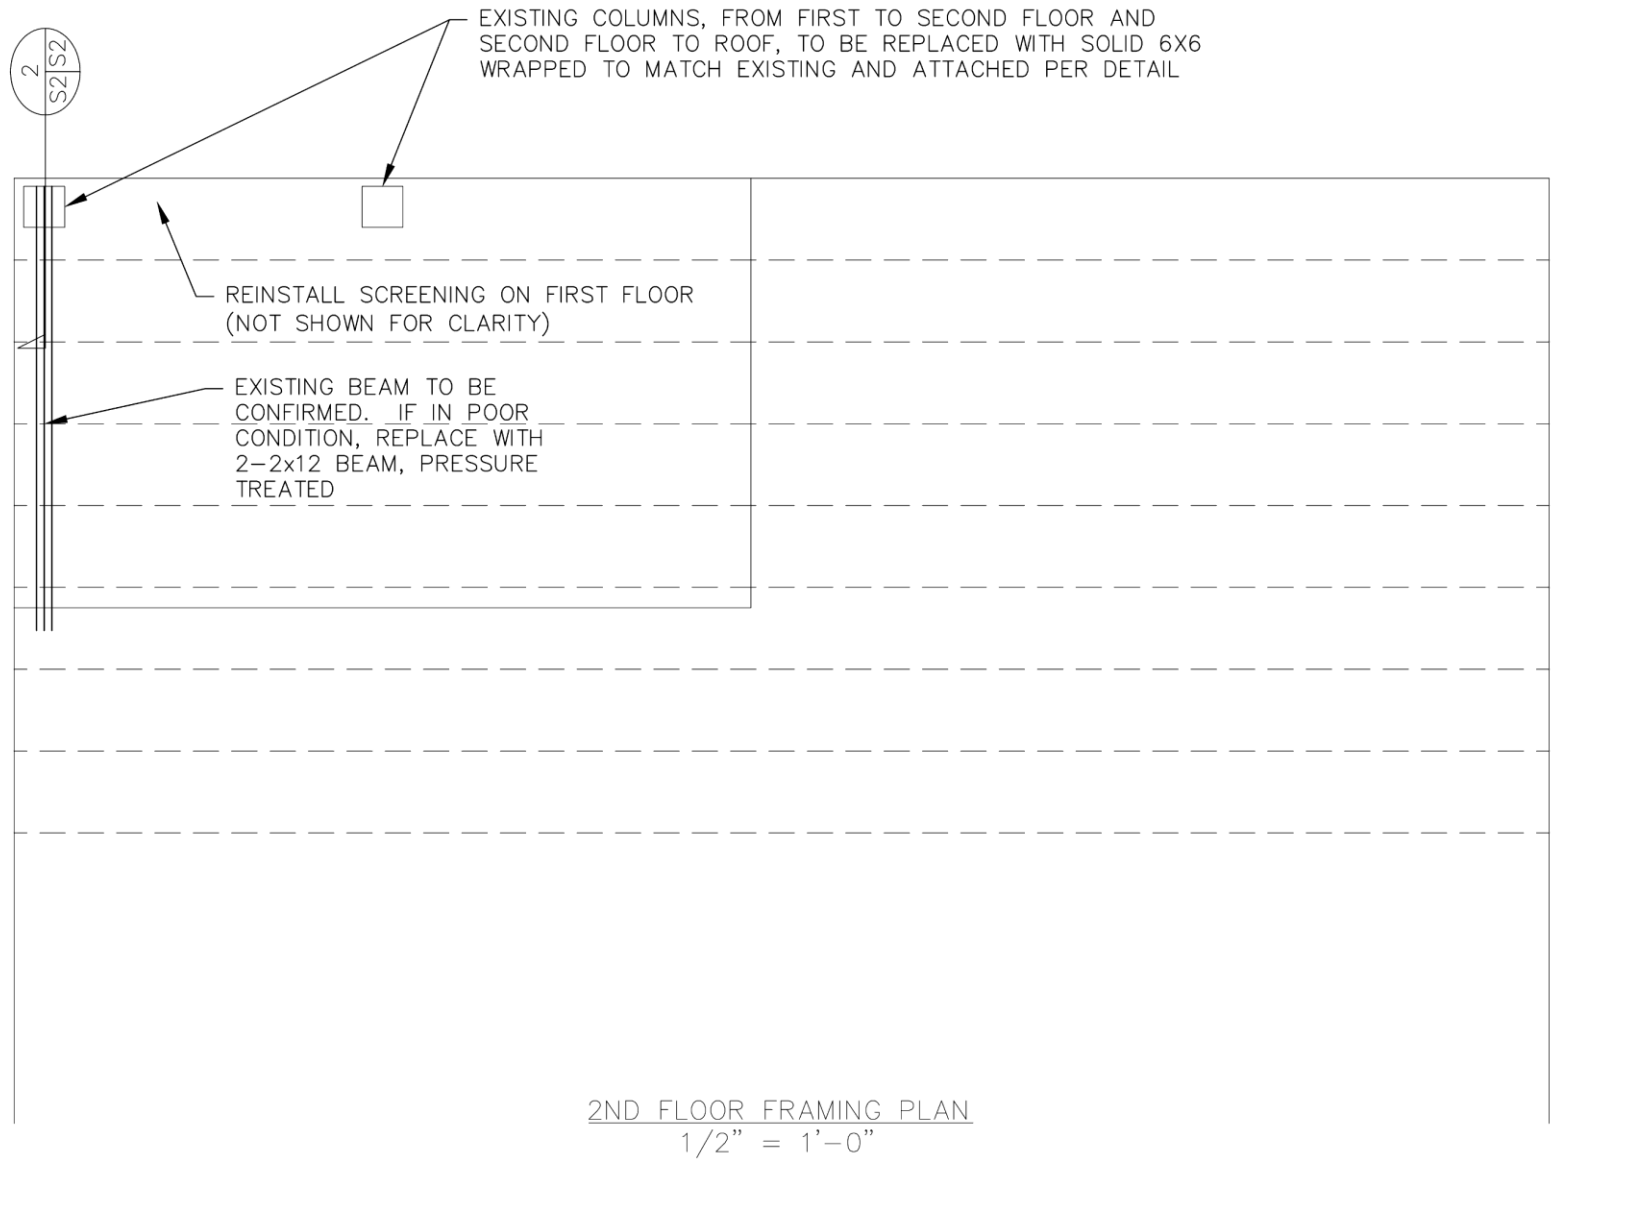 EXISTING COLUMNS, FROM FIRST TO SECOND FLOOR AND
SECOND FLOOR TO ROOF, TO BE REPLACED WITH SOLID 6X6
WRAPPED TO MATCH EXISTING AND ATTACHED PER DETAIL
2
S2
S2
REINSTALL SCREENING ON FIRST FLOOR
(NOT SHOWN FOR CLARITY)
EXISTING BEAM TO BE
CONFIRMED. IF IN POOR
CONDITION, REPLACE WITH
2-2x12 BEAM, PRESSURE
TREATED
2ND FLOOR FRAMING PLAN
1/2" = 1'-0"